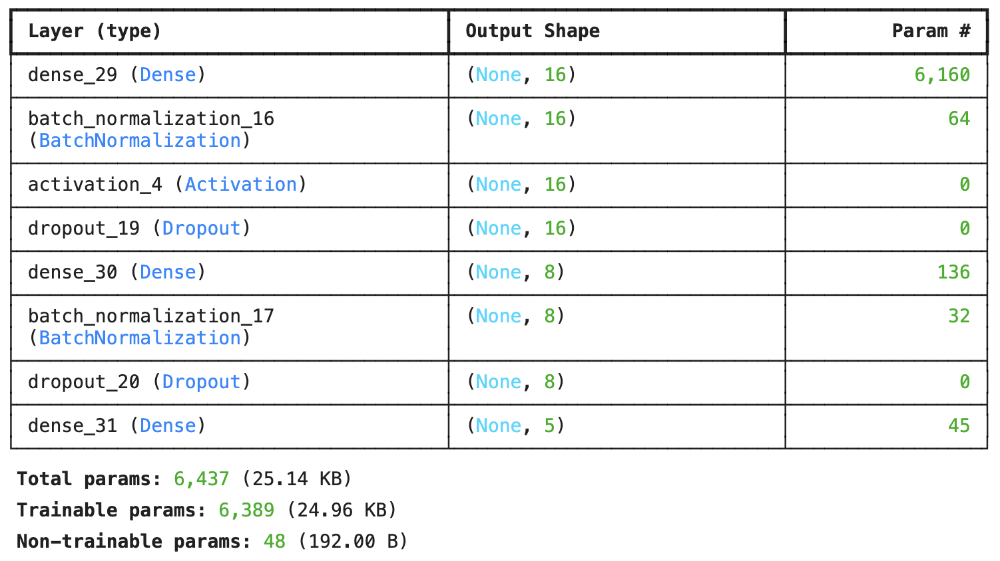 Layer (type) Output Shape Param #
dense_29 (Dense) (None, 16) 6,160
batch_normalization_16 (None, 16) 64
(BatchNormalization)
activation_4 (Activation) (None, 16) 0
dropout_19 (Dropout) (None, 16) 0
dense_30 (Dense) (None, 8) 136
batch_normalization_17 (None, 8) 32
(BatchNormalization)
dropout_20 (Dropout) (None, 8) 0
dense_31 (Dense) (None, 5) 45
Total params: 6,437 (25.14 KB)
Trainable params: 6,389 (24.96 KB)
Non-trainable params: 48 (192.00 B)